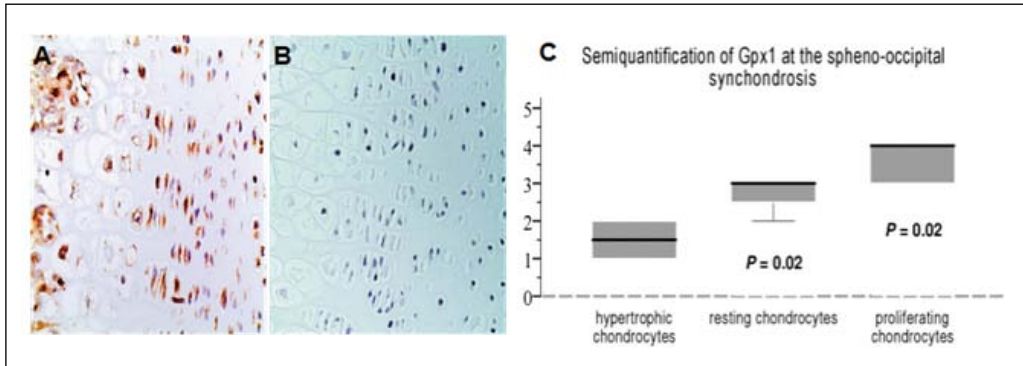 A
B
C
Semiquantification of Gpx1 at the spheno-occipital
synchondrosis
5
4
3
2
1
0
P = 0.02
P = 0.02
hypertrophic
chondrocytes
resting chondrocytes
proliferating
chondrocytes